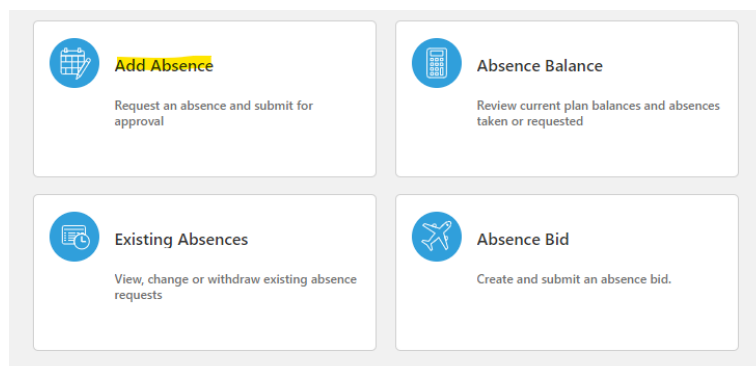 Add Absence
Request an absence and submit for
approval
Absence Balance
Review current plan balances and absences
taken or requested
Existing Absences
View, change or withdraw existing absence
requests
Absence Bid
Create and submit an absence bid.